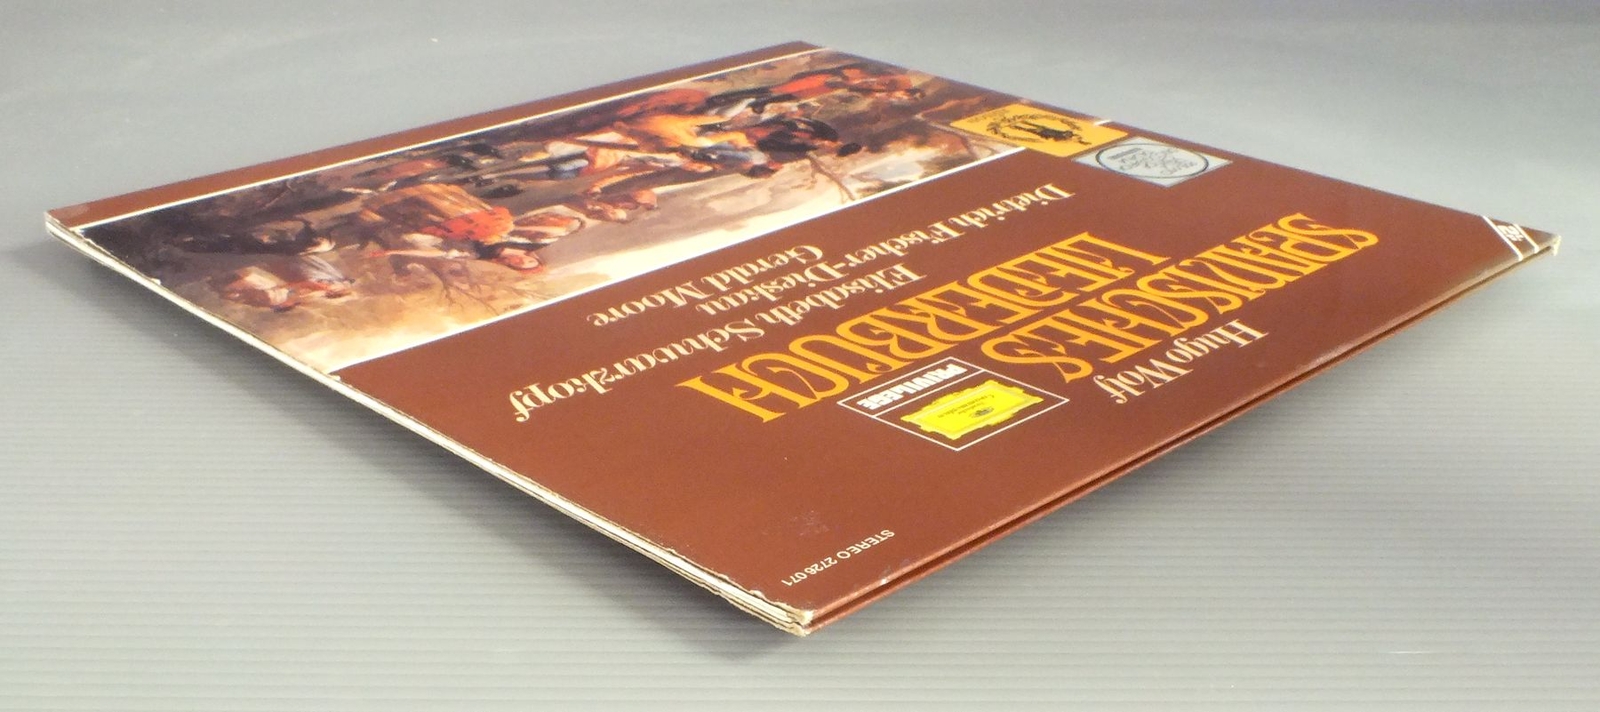 Hugo Wolf
SPANISCHES
LIEDERBUCH
Elisabeth Schwarzkopf
Dietrich Fischer-Dieskau
Gerald Moore
PRIVILEGE
STEREO 2726 071